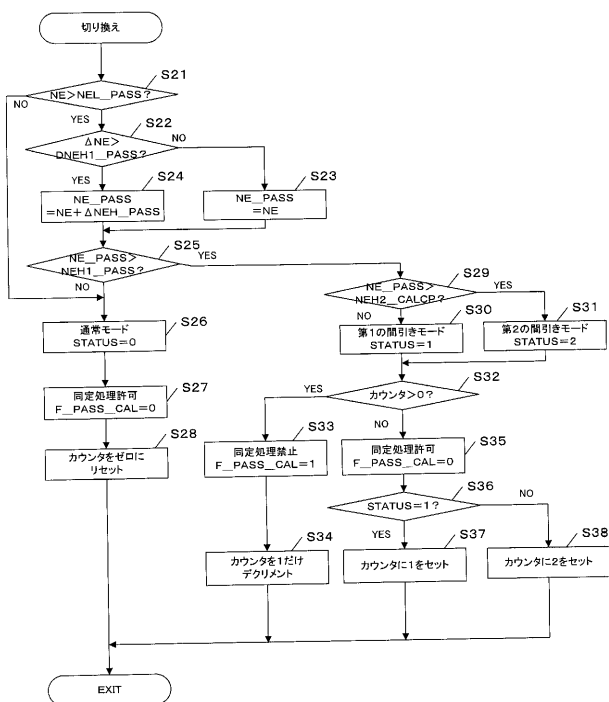 切り換え
S21
NE>NEL_PASS?
NO
YES
S22
ΔNE>
DNEH1_PASS?
NO
YES
S24
NE_PASS
=NE+ΔNEH_PASS
S23
NE_PASS
=NE
S25
NE_PASS>
NEH1_PASS?
YES
NO
S29
NE_PASS>
NEH2_CALCP?
YES
NO
S26
通常モード
STATUS=0
S30
第1の間引きモード
STATUS=1
S31
第2の間引きモード
STATUS=2
S27
同定処理許可
F_PASS_CAL=0
S32
カウンタ>0?
YES
NO
S28
カウンタをゼロに
リセット
S33
同定処理禁止
F_PASS_CAL=1
S35
同定処理許可
F_PASS_CAL=0
S36
STATUS=1?
NO
YES
S34
カウンタを1だけ
デクリメント
S37
カウンタに1をセット
S38
カウンタに2をセット
EXIT